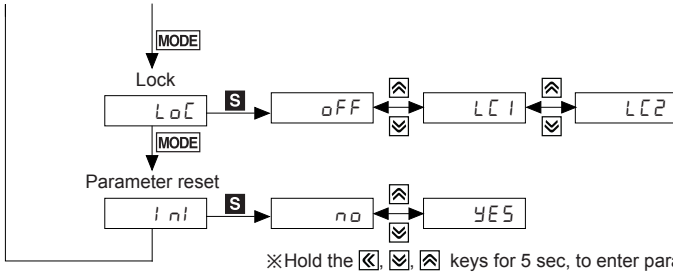 MODE
Lock
LoC S oFF LC1 LC2
MODE
Parameter reset
InI S no YES
※Hold the keys for 5 sec, to enter